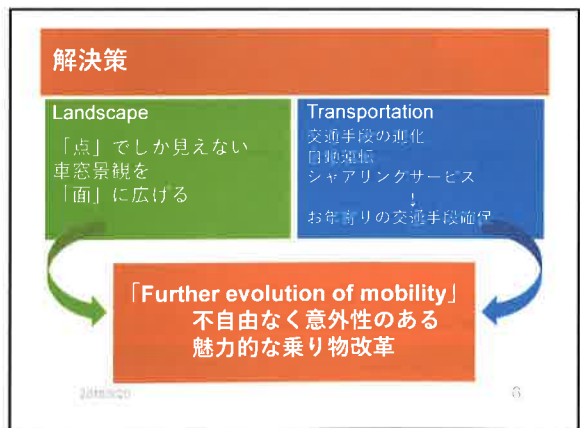 解決策
Landscape
「点」でしか見えない
車窓景観を
「面」に広げる
Transportation
交通手段の進化
自動運転
シャアリングサービス
↓
お年寄りの交通手段確保
「Further evolution of mobility」
不自由なく意外性のある
魅力的な乗り物改革
6